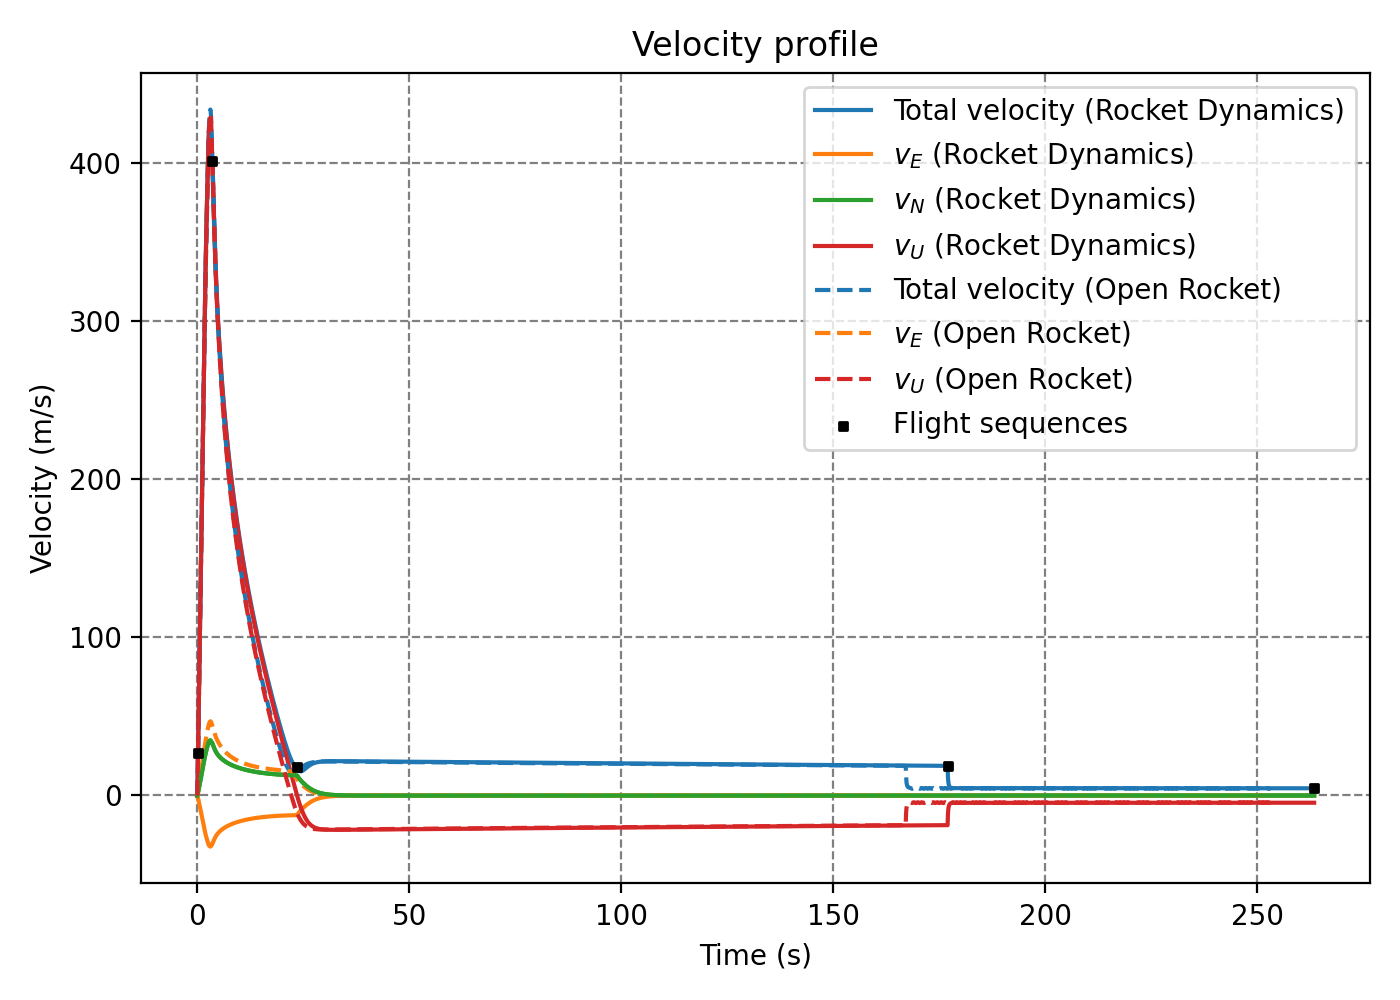 Velocity profile
Velocity (m/s)
400
300
200
100
0
0 50 100 150 200 250
Time (s)
Total velocity (Rocket Dynamics)
v_E (Rocket Dynamics)
v_N (Rocket Dynamics)
v_U (Rocket Dynamics)
Total velocity (Open Rocket)
v_E (Open Rocket)
v_U (Open Rocket)
Flight sequences